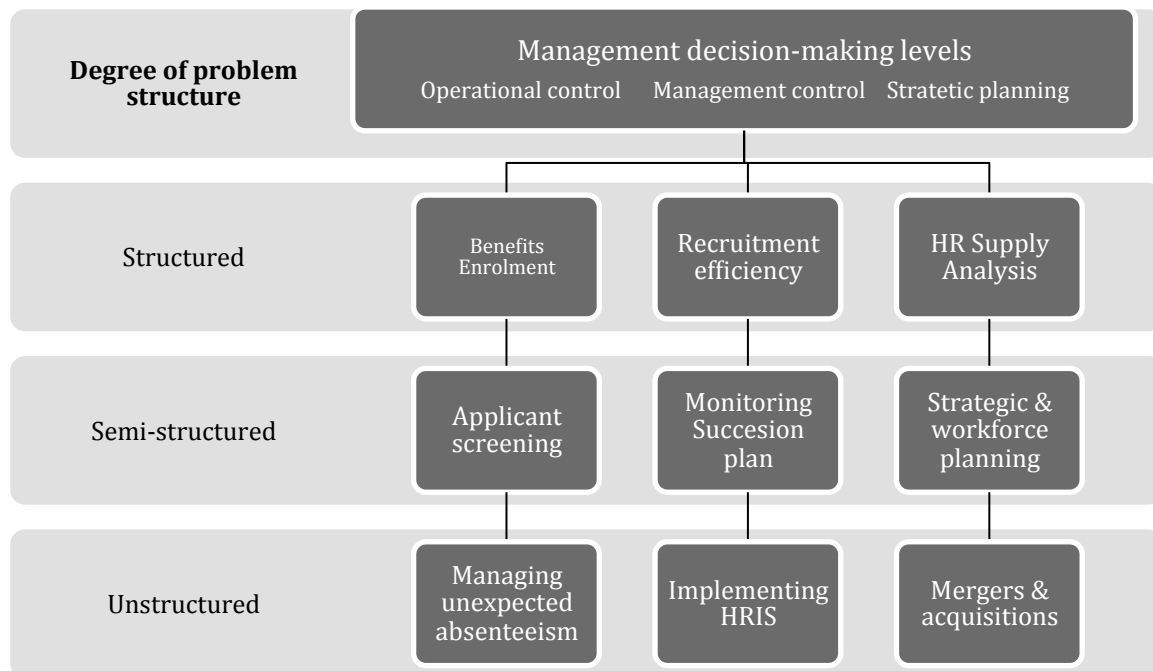 Degree of problem
structure
Management decision-making levels
Operational control Management control Stratetic planning
Structured
Benefits
Enrolment
Recruitment
efficiency
HR Supply
Analysis
Semi-structured
Applicant
screening
Monitoring
Succesion
plan
Strategic &
workforce
planning
Unstructured
Managing
unexpected
absenteeism
Implementing
HRIS
Mergers &
acquisitions